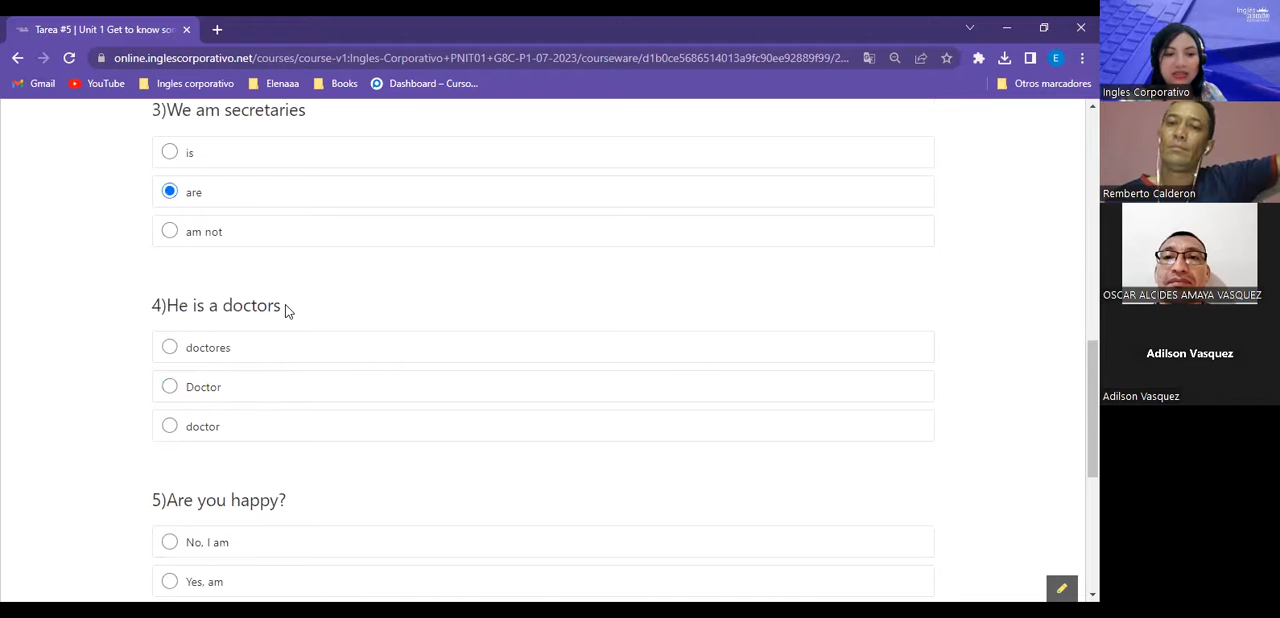 Tarea #5 | Unit 1 Get to know son
online.inglescorporativo.net/courses/course-v1:Ingles-Corporativo+PNIT01+G8C-P1-07-2023/courseware/d1b0ce5686514013a9fc90ee92889f99/2...
E
Gmail
YouTube
Ingles corporativo
Elenaaa
Books
Dashboard – Curso...
Otros marcadores
3)We am secretaries
is
are
am not
4)He is a doctors
doctores
Doctor
doctor
5)Are you happy?
No, I am
Yes, am
Ingles
Ingles Corporativo
Remberto Calderon
OSCAR ALCIDES AMAYA VASQUEZ
Adilson Vasquez
Adilson Vasquez